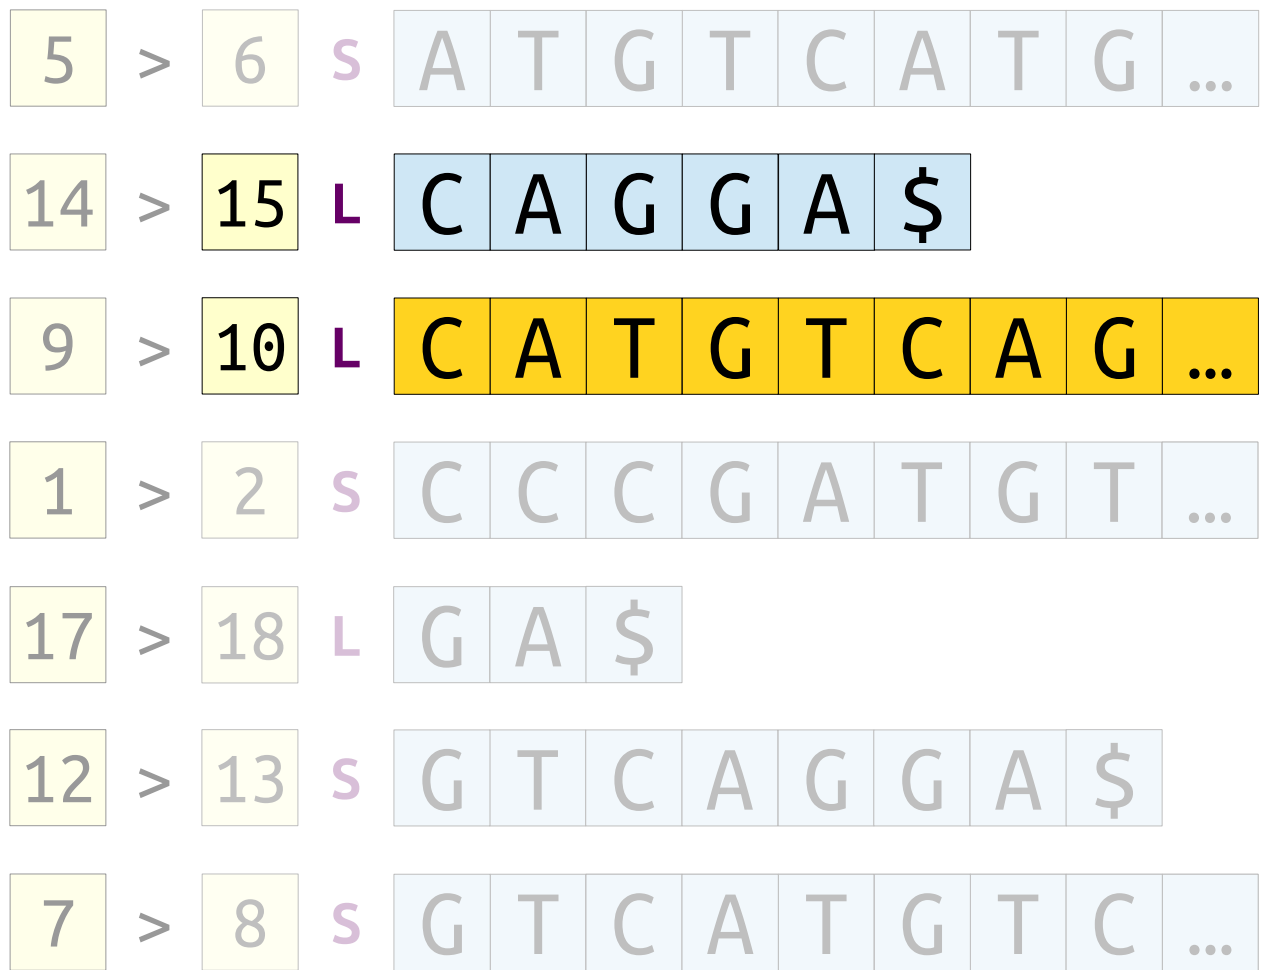 5 > 6 S A T G T C A T G ...
14 > 15 L C A G G A $
9 > 10 L C A T G T C A G ...
1 > 2 S C C C G A T G T ...
17 > 18 L G A $
12 > 13 S G T C A G G A $
7 > 8 S G T C A T G T C ...